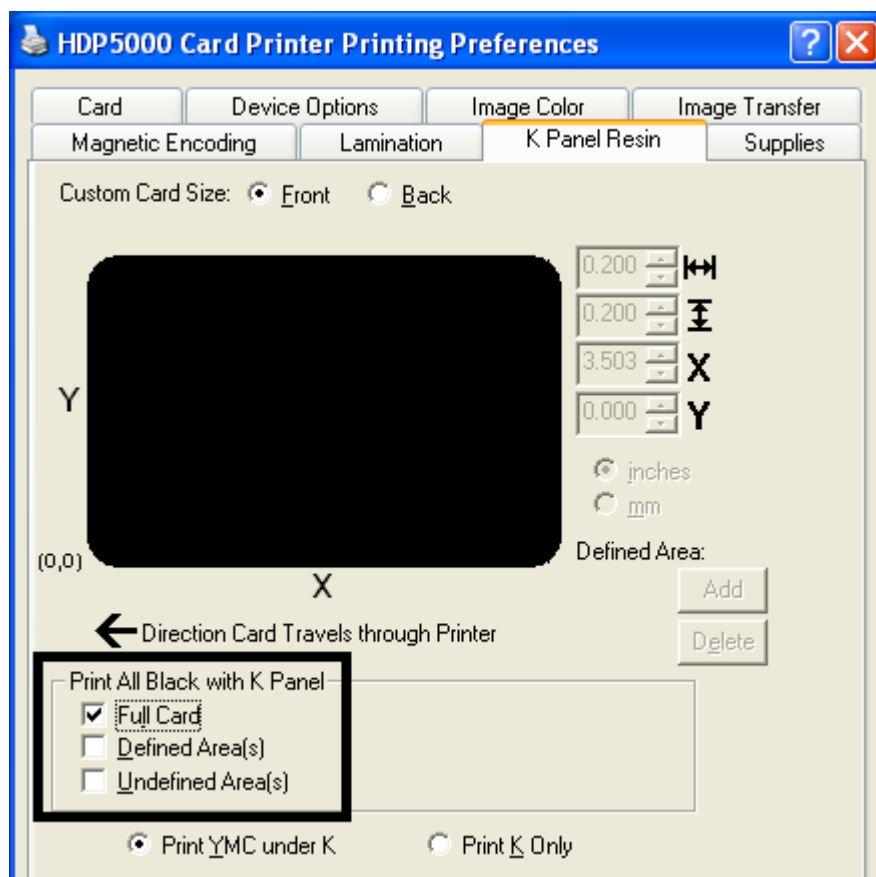 HDP5000 Card Printer Printing Preferences
Card Device Options Image Color Image Transfer
Magnetic Encoding Lamination K Panel Resin Supplies
Custom Card Size: Front Back
0.200
0.200
3.503 X
Y
0.000 Y
inches
mm
(0,0)
X
Defined Area:
Add
Direction Card Travels through Printer
Delete
Print All Black with K Panel
Full Card
Defined Area(s)
Undefined Area(s)
Print YMC under K Print K Only